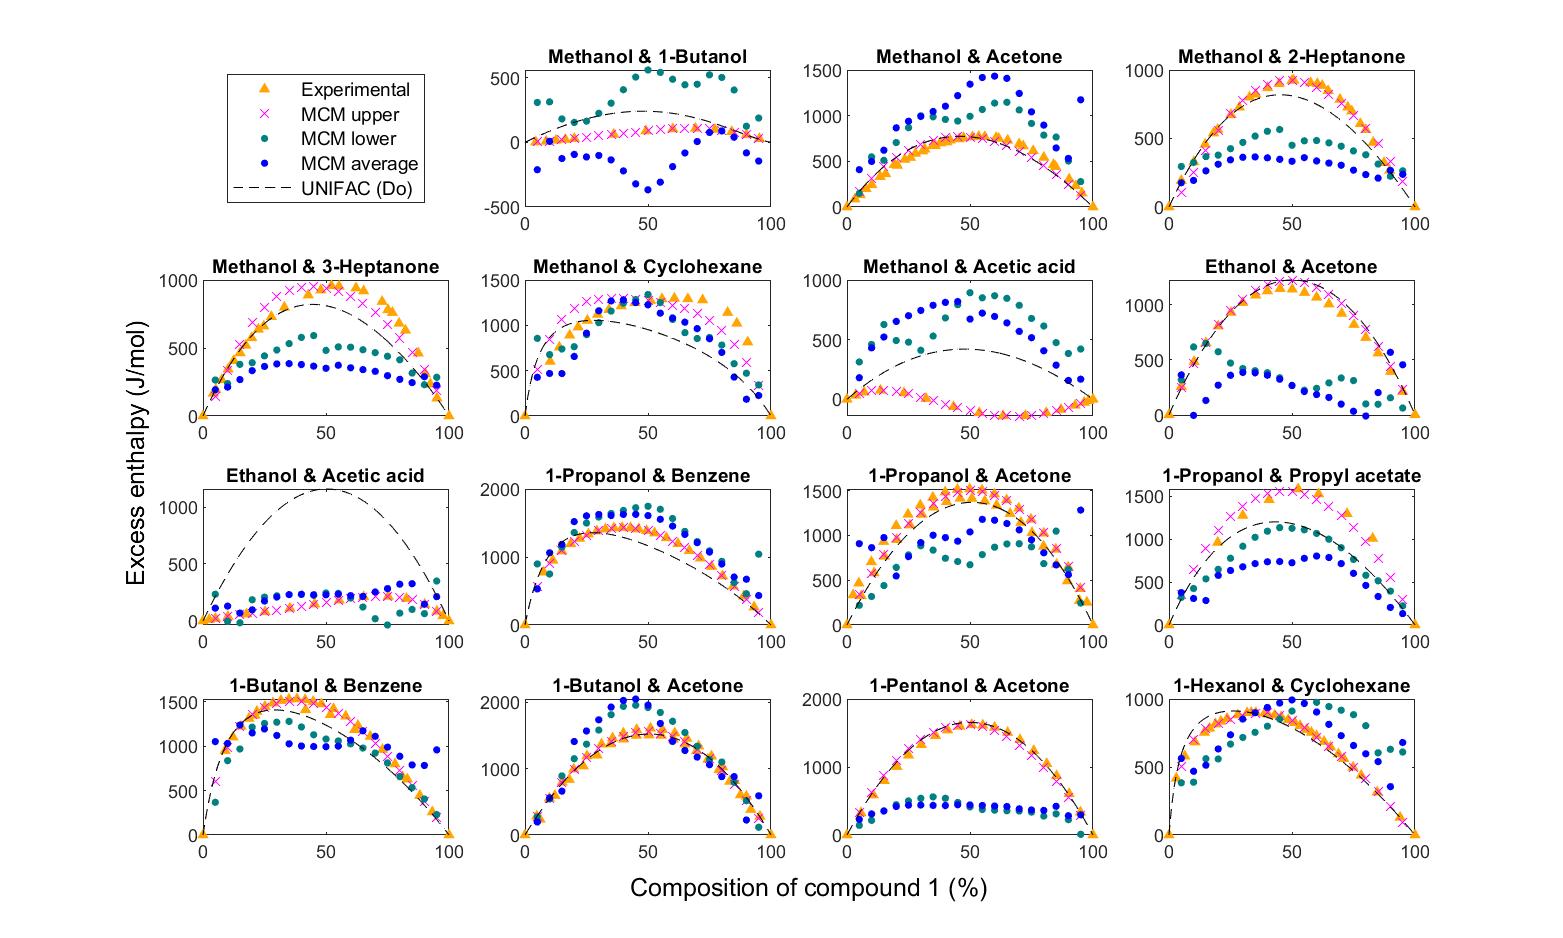 Experimental
MCM upper
MCM lower
MCM average
UNIFAC (Do)
Methanol & 1-Butanol
500
0
-500
0 50 100
Methanol & Acetone
1500
1000
500
0
0 50 100
Methanol & 2-Heptanone
1000
500
0
0 50 100
Methanol & 3-Heptanone
1000
500
0
0 50 100
Methanol & Cyclohexane
1500
1000
500
0
0 50 100
Methanol & Acetic acid
1000
500
0
0 50 100
Ethanol & Acetone
1000
500
0
0 50 100
Excess enthalpy (J/mol)
Ethanol & Acetic acid
1000
500
0
0 50 100
1-Propanol & Benzene
2000
1000
0
0 50 100
1-Propanol & Acetone
1500
1000
500
0
0 50 100
1-Propanol & Propyl acetate
1500
1000
500
0
0 50 100
1-Butanol & Benzene
1500
1000
500
0
0 50 100
1-Butanol & Acetone
2000
1000
0
0 50 100
1-Pentanol & Acetone
2000
1000
0
0 50 100
1-Hexanol & Cyclohexane
1000
500
0
0 50 100
Composition of compound 1 (%)